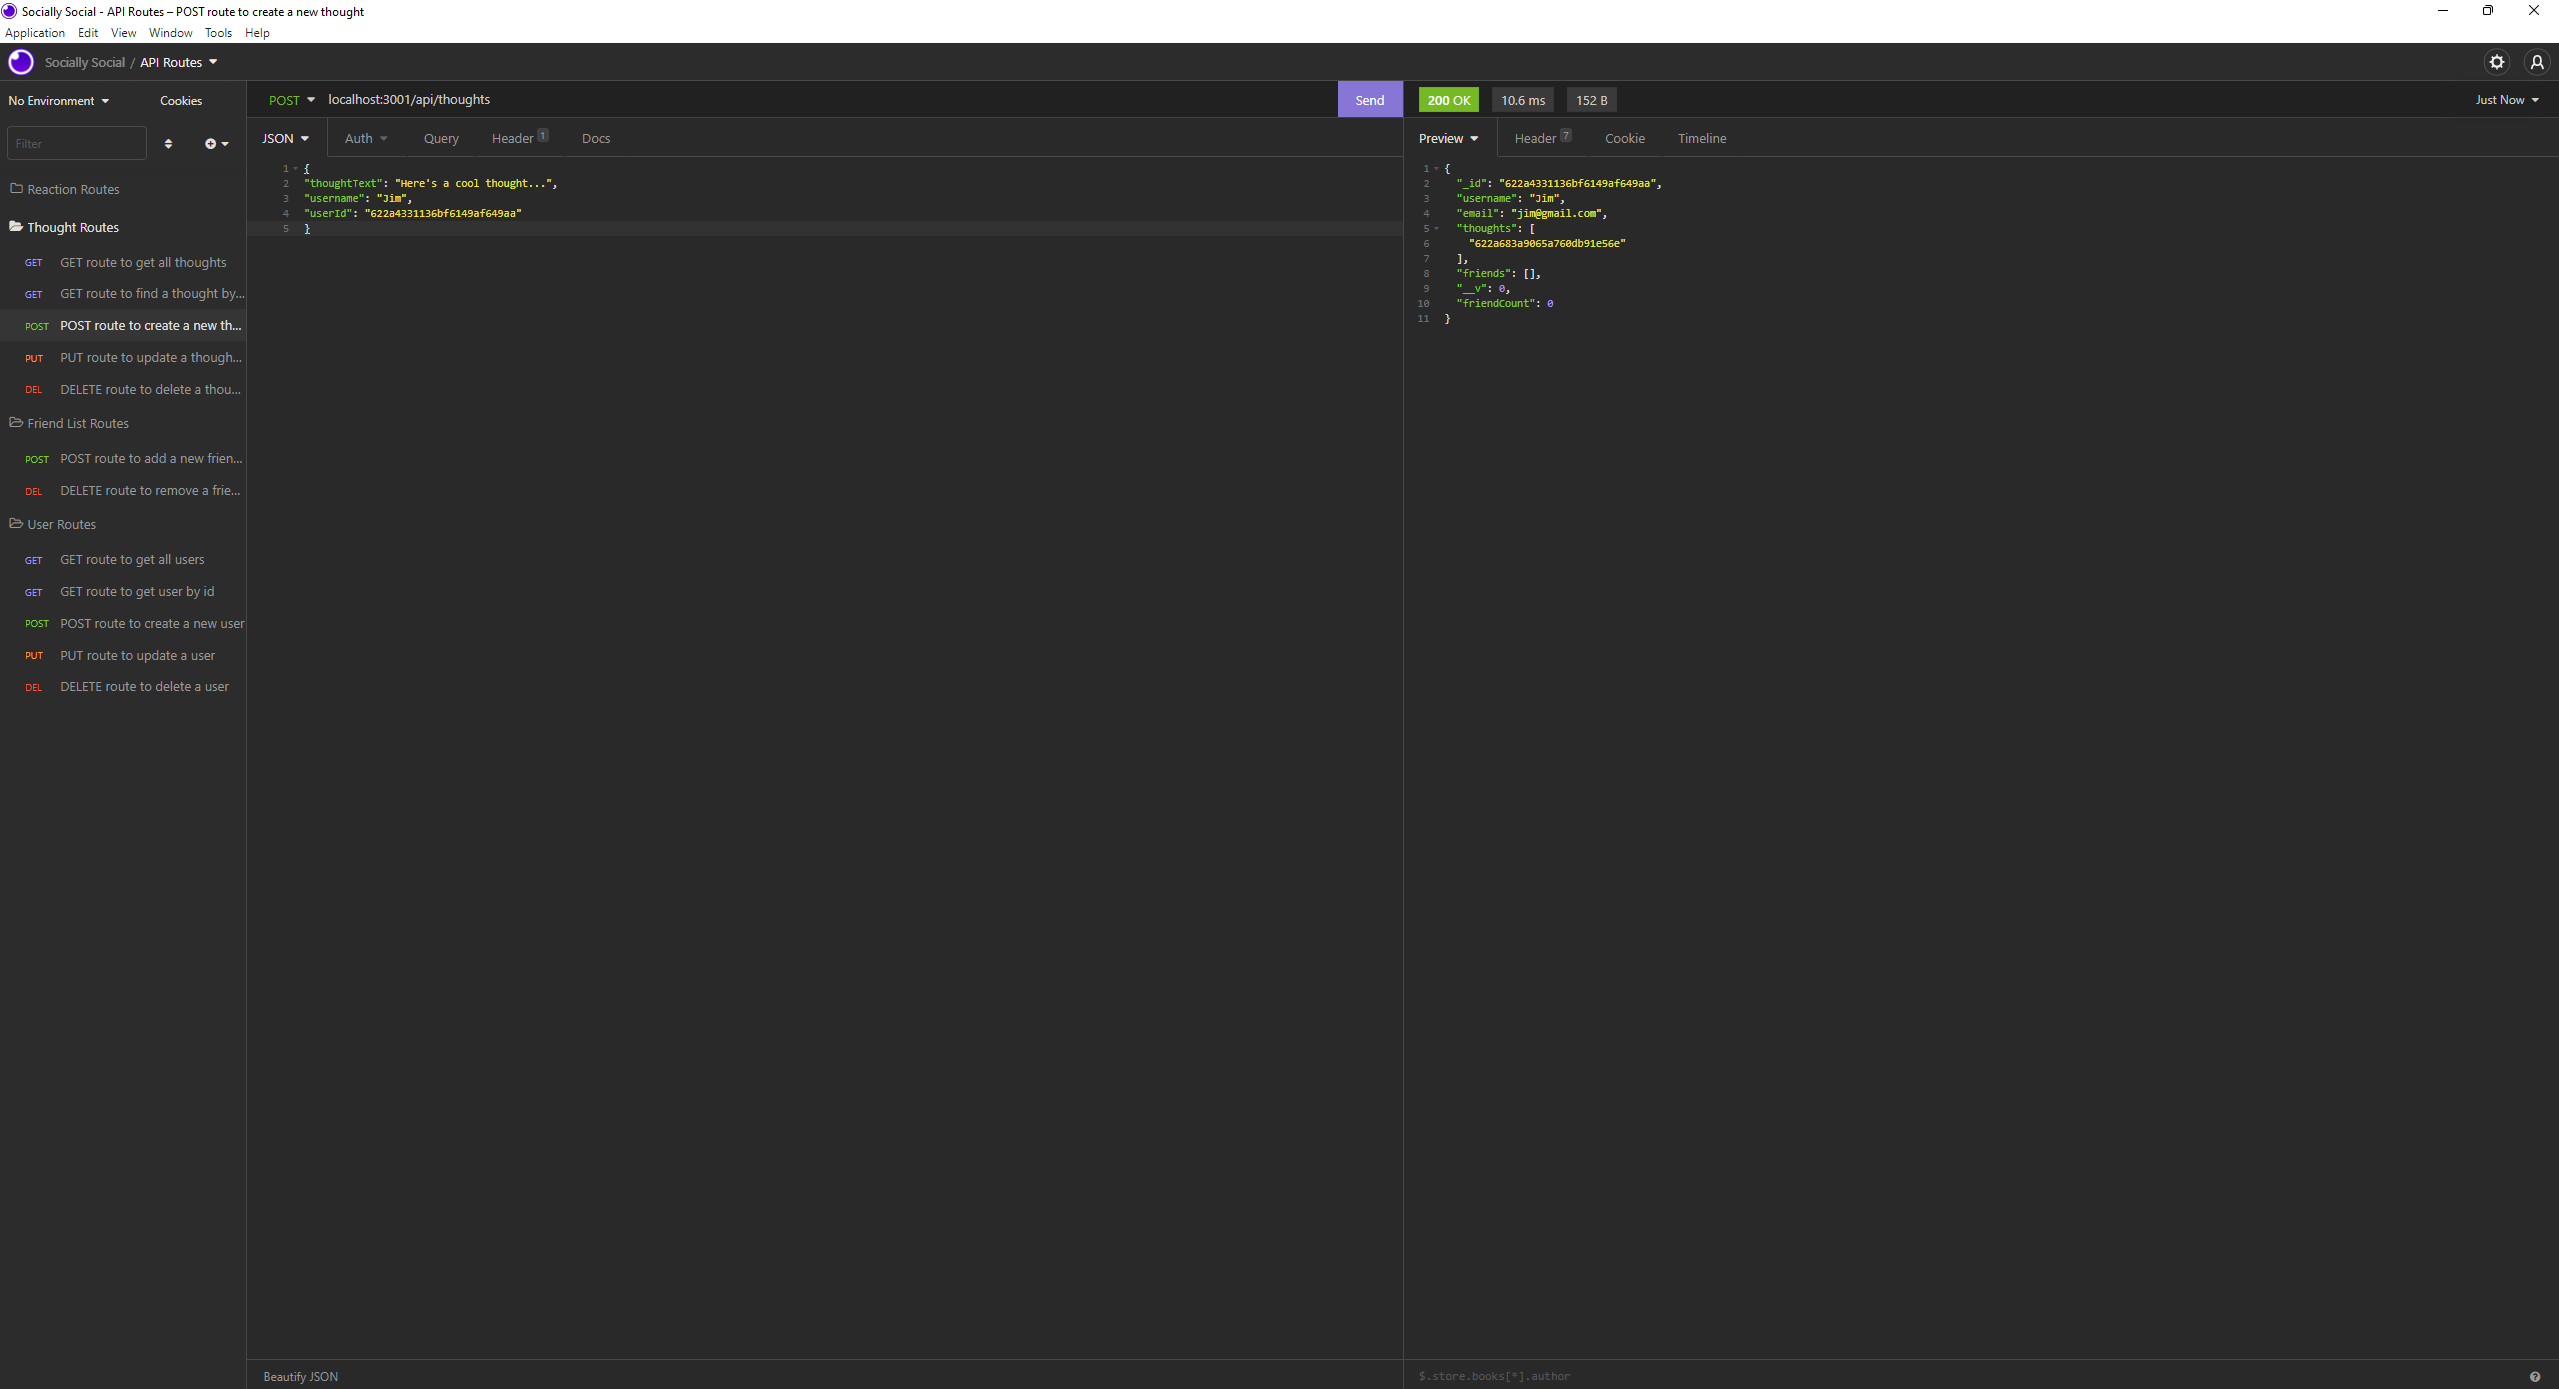 Socially Social - API Routes – POST route to create a new thought
Application Edit View Window Tools Help
Socially Social / API Routes
No Environment Cookies
Filter
Reaction Routes
Thought Routes
GET GET route to get all thoughts
GET GET route to find a thought by...
POST POST route to create a new th...
PUT PUT route to update a though...
DEL DELETE route to delete a thou...
Friend List Routes
POST POST route to add a new frien...
DEL DELETE route to remove a frie...
User Routes
GET GET route to get all users
GET GET route to get user by id
POST POST route to create a new user
PUT PUT route to update a user
DEL DELETE route to delete a user
POST localhost:3001/api/thoughts Send
JSON Auth Query Header 1 Docs
1 {
2 "thoughtText": "Here's a cool thought...",
3 "username": "Jim",
4 "userId": "622a4331136bf6149af649aa"
5 }
Beautify JSON
200 OK 10.6 ms 152 B Just Now
Preview Header 7 Cookie Timeline
1 {
2 "_id": "622a4331136bf6149af649aa",
3 "username": "Jim",
4 "email": "jim@gmail.com",
5 "thoughts": [
6 "622a683a9065a760db91e56e"
7 ],
8 "friends": [],
9 "__v": 0,
10 "friendCount": 0
11 }
$.store.books[*].author